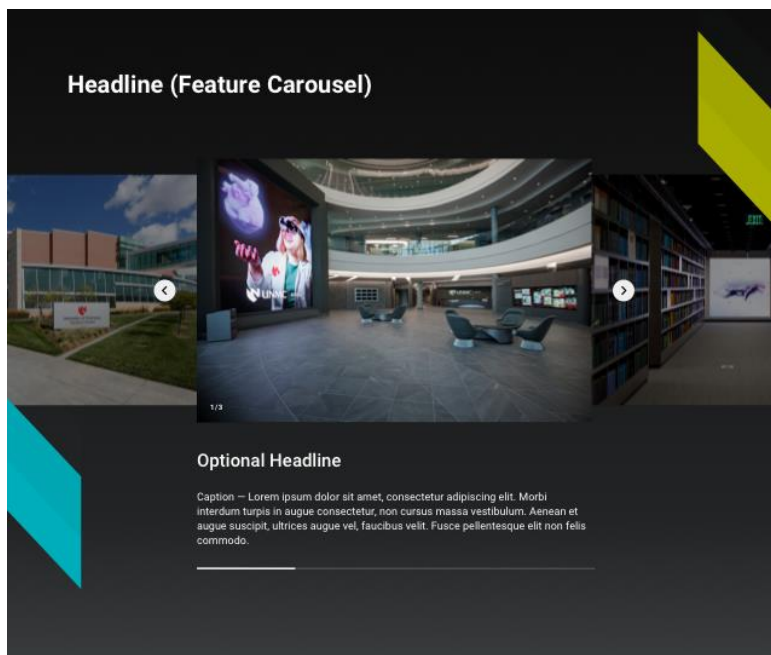 Headline (Feature Carousel)
UNMC
EXIT
1/3
Optional Headline
Caption — Lorem ipsum dolor sit amet, consectetur adipiscing elit. Morbi
interdum turpis in augue consectetur, non cursus massa vestibulum. Aenean et
augue suscipit, ultrices augue vel, faucibus velit. Fusce pellentesque elit non felis
commodo.